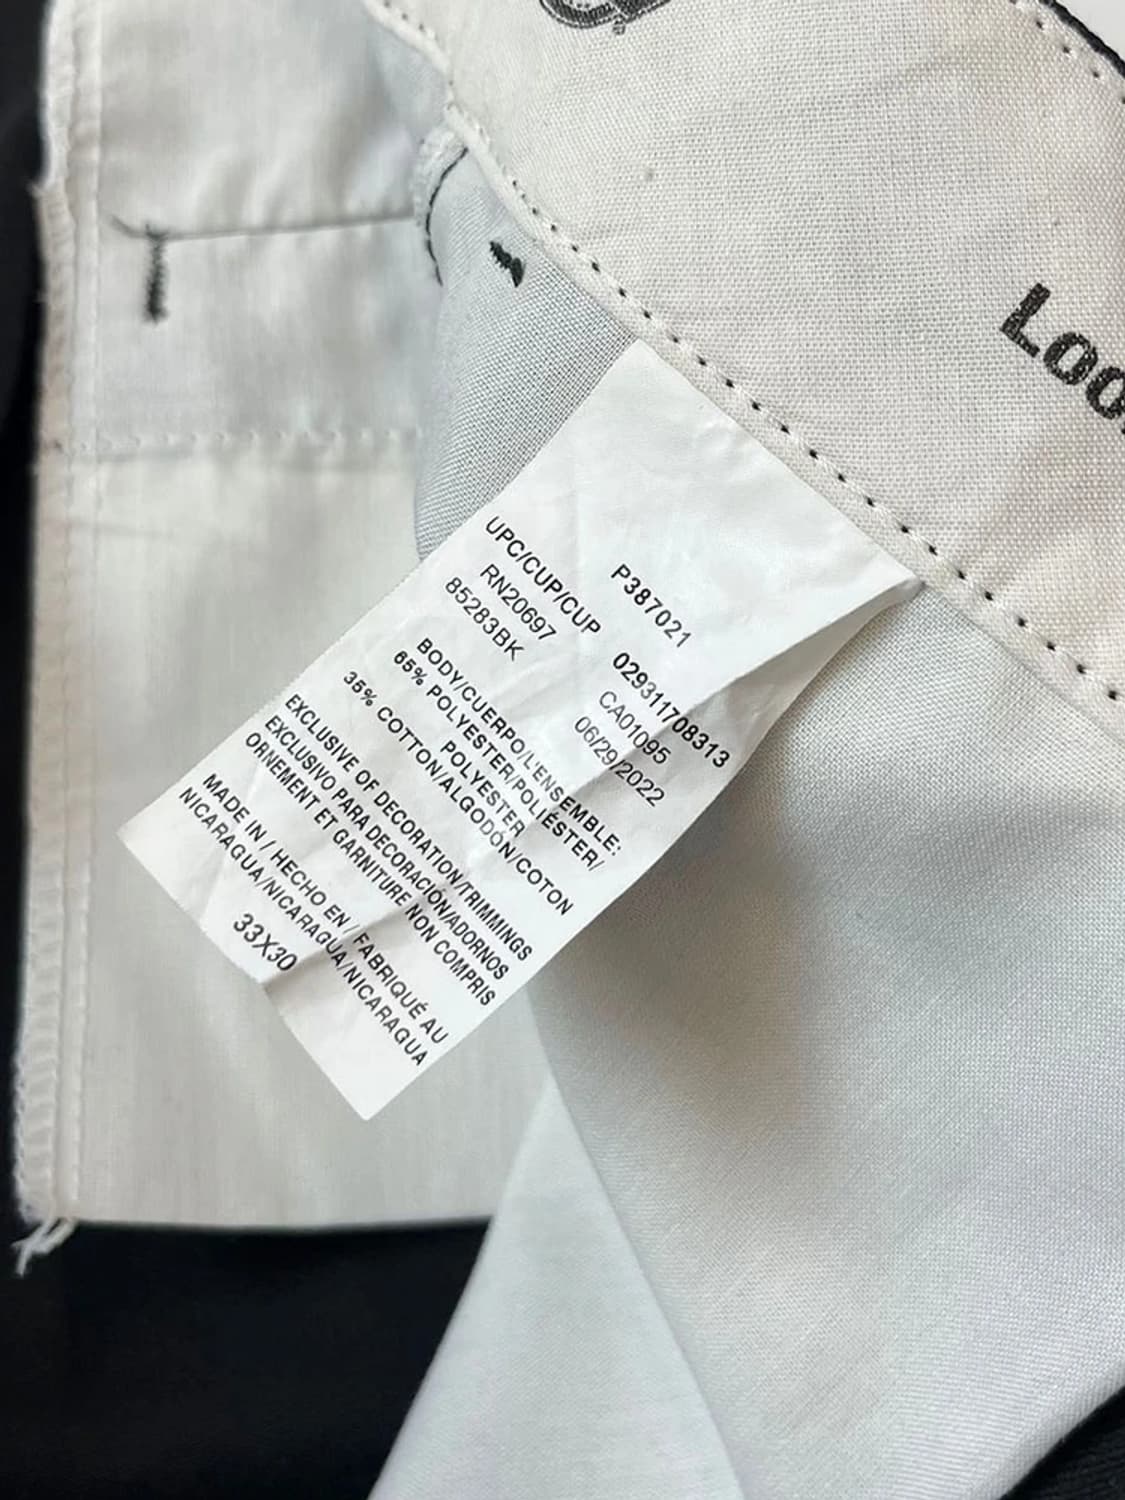 Loo
P387021
UPC/CUP/CUP 029311708313
RN20697 CA01095
85283BK 06/29/2022
BODY/CUERPO/L'ENSEMBLE:
65% POLYESTER/POLIÉSTER/
POLYESTER
35% COTTON/ALGODÓN/COTON
EXCLUSIVE OF DECORATION/TRIMMINGS
EXCLUSIVO PARA DECORACIÓN/ADORNOS
ORNEMENT ET GARNITURE NON COMPRIS
MADE IN / HECHO EN / FABRIQUÉ AU
NICARAGUA/NICARAGUA/NICARAGUA
33X30